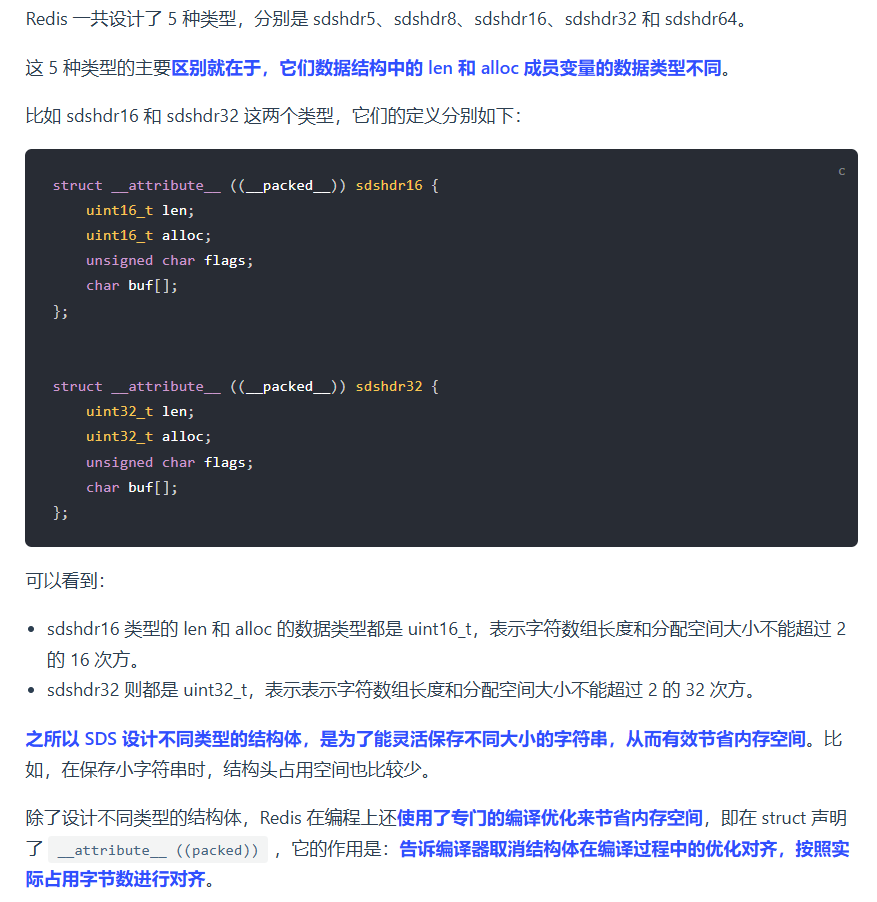 Redis 一共设计了 5 种类型，分别是 sdshdr5、sdshdr8、sdshdr16、sdshdr32 和 sdshdr64。
这 5 种类型的主要区别就在于，它们数据结构中的 len 和 alloc 成员变量的数据类型不同。
比如 sdshdr16 和 sdshdr32 这两个类型，它们的定义分别如下：
c
struct __attribute__ ((__packed__)) sdshdr16 {
    uint16_t len;
    uint16_t alloc;
    unsigned char flags;
    char buf[];
};
struct __attribute__ ((__packed__)) sdshdr32 {
    uint32_t len;
    uint32_t alloc;
    unsigned char flags;
    char buf[];
};
可以看到：
• sdshdr16 类型的 len 和 alloc 的数据类型都是 uint16_t，表示字符数组长度和分配空间大小不能超过 2
的 16 次方。
• sdshdr32 则都是 uint32_t，表示表示字符数组长度和分配空间大小不能超过 2 的 32 次方。
之所以 SDS 设计不同类型的结构体，是为了能灵活保存不同大小的字符串，从而有效节省内存空间。比
如，在保存小字符串时，结构头占用空间也比较少。
除了设计不同类型的结构体，Redis 在编程上还使用了专门的编译优化来节省内存空间，即在 struct 声明
了 __attribute__ ((packed)) ，它的作用是：告诉编译器取消结构体在编译过程中的优化对齐，按照实
际占用字节数进行对齐。